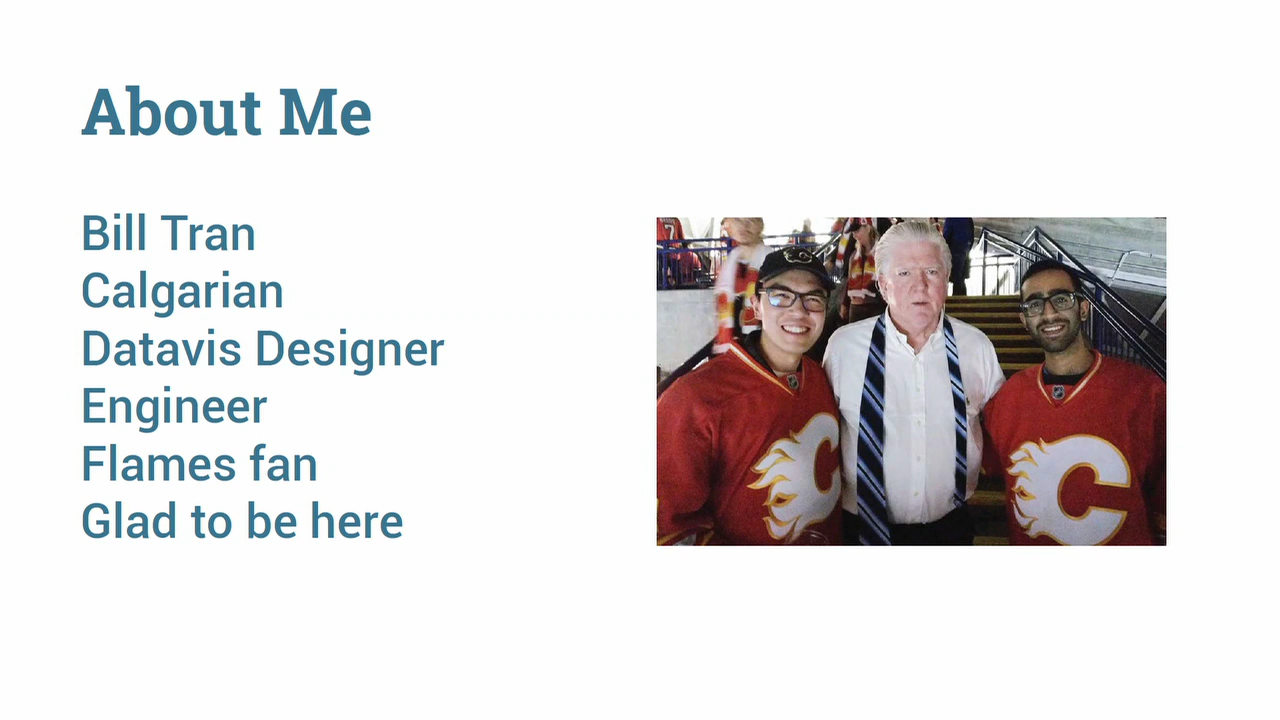 About Me
Bill Tran
Calgarian
Datavis Designer
Engineer
Flames fan
Glad to be here